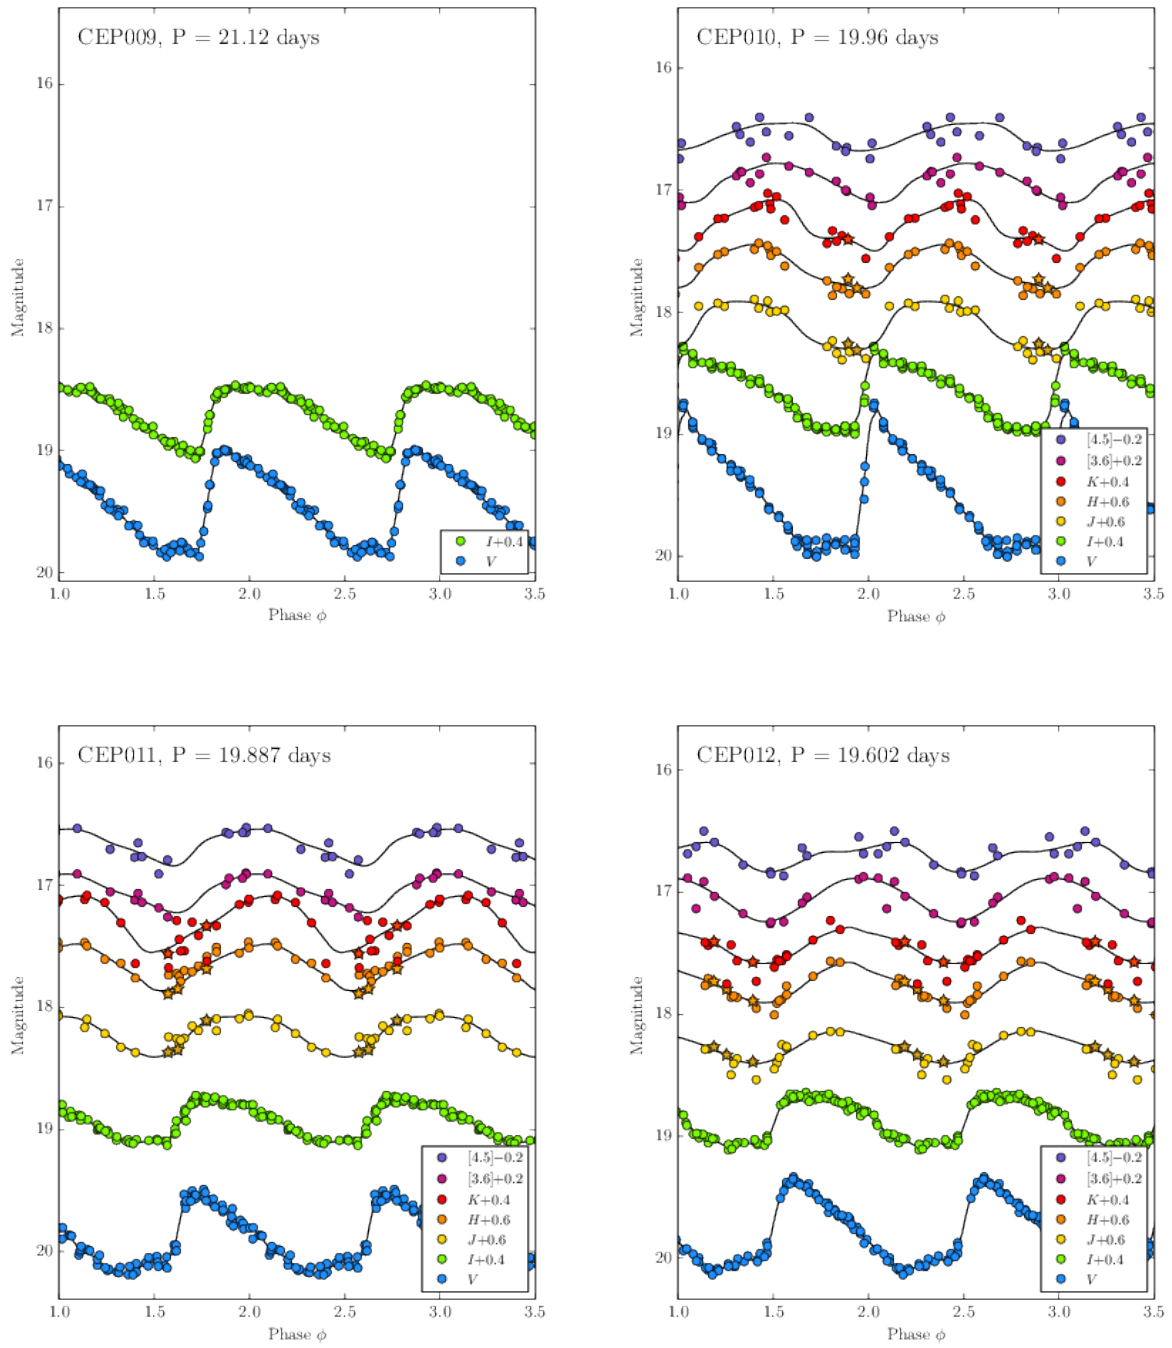 CEP009, P = 21.12 days
16
17
18
19
20
Magnitude
1.0 1.5 2.0 2.5 3.0 3.5
Phase ϕ
I+0.4
V
CEP010, P = 19.96 days
16
17
18
19
20
Magnitude
1.0 1.5 2.0 2.5 3.0 3.5
Phase ϕ
[4.5]−0.2
[3.6]+0.2
K+0.4
H+0.6
J+0.6
I+0.4
V
CEP011, P = 19.887 days
16
17
18
19
20
Magnitude
1.0 1.5 2.0 2.5 3.0 3.5
Phase ϕ
[4.5]−0.2
[3.6]+0.2
K+0.4
H+0.6
J+0.6
I+0.4
V
CEP012, P = 19.602 days
16
17
18
19
20
Magnitude
1.0 1.5 2.0 2.5 3.0 3.5
Phase ϕ
[4.5]−0.2
[3.6]+0.2
K+0.4
H+0.6
J+0.6
I+0.4
V